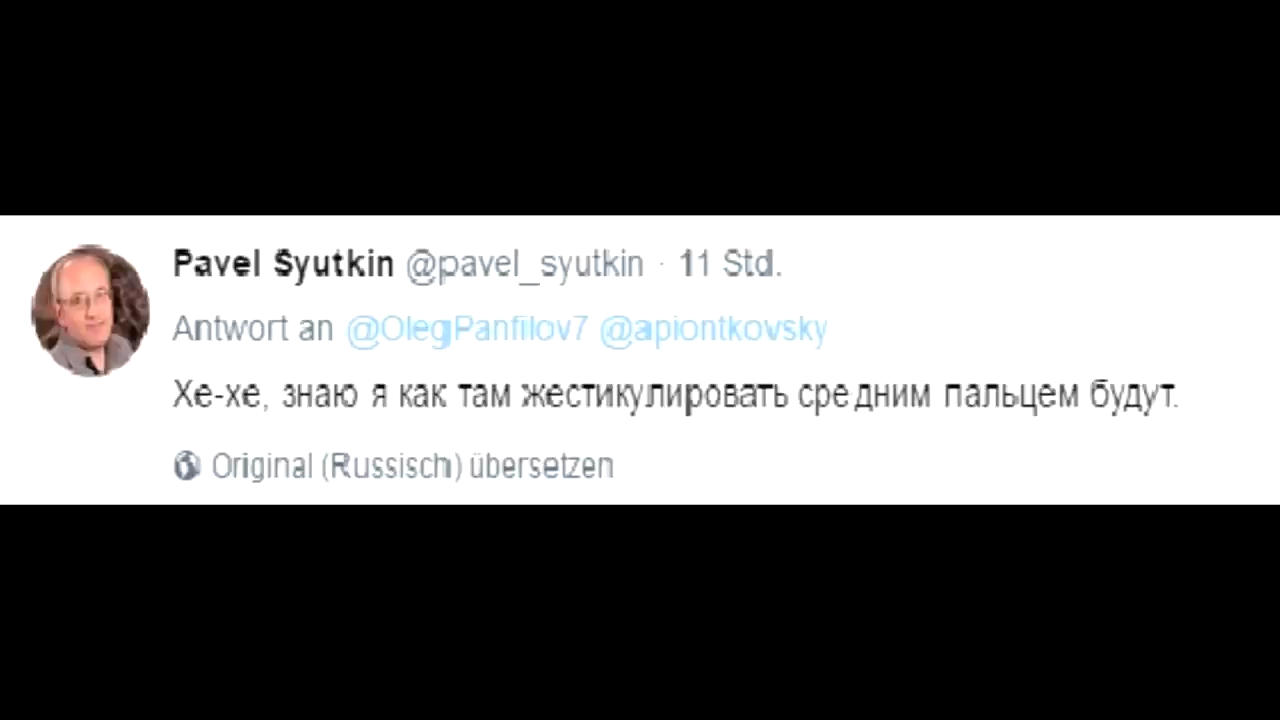 Pavel Syutkin @pavel_syutkin · 11 Std.
Antwort an @OlegPanfilov7 @apiontkovsky
Хе-хе, знаю я как там жестикулировать средним пальцем будут.
Original (Russisch) übersetzen